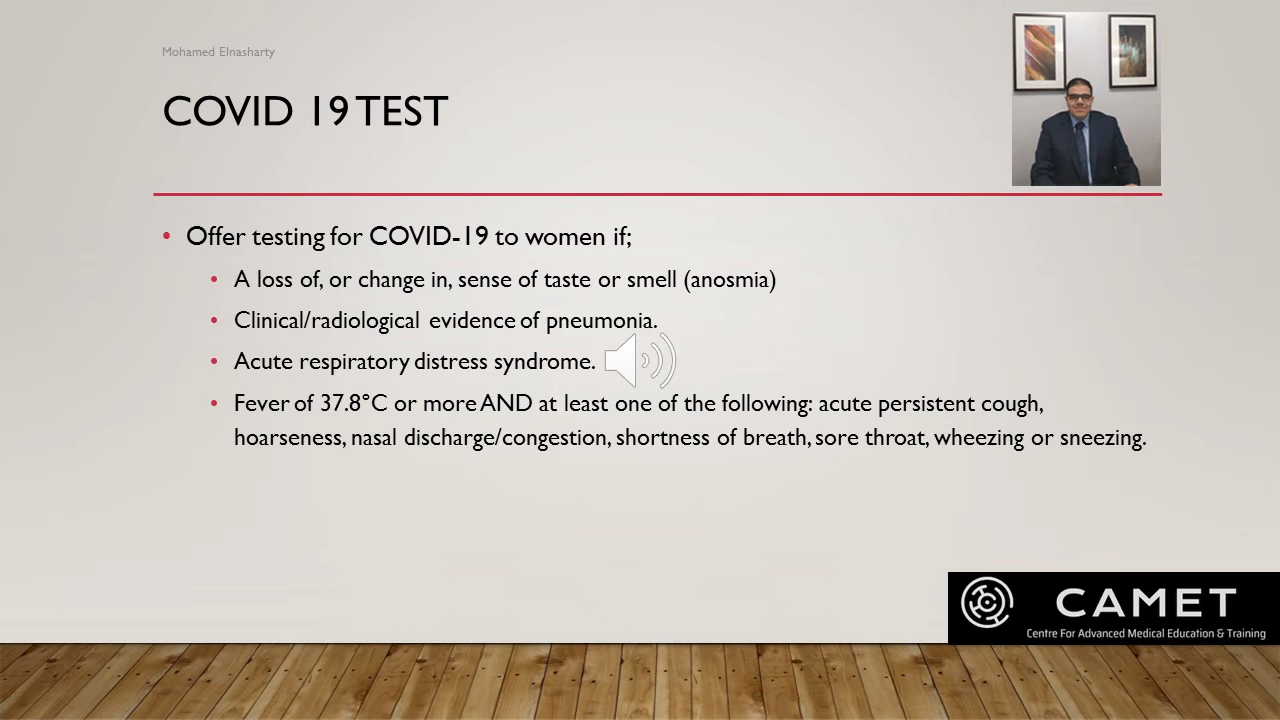 Mohamed Elnasharty
COVID 19 TEST
• Offer testing for COVID-19 to women if;
• A loss of, or change in, sense of taste or smell (anosmia)
• Clinical/radiological evidence of pneumonia.
• Acute respiratory distress syndrome.
• Fever of 37.8°C or more AND at least one of the following: acute persistent cough,
hoarseness, nasal discharge/congestion, shortness of breath, sore throat, wheezing or sneezing.
CAMET
Centre For Advanced Medical Education & Training